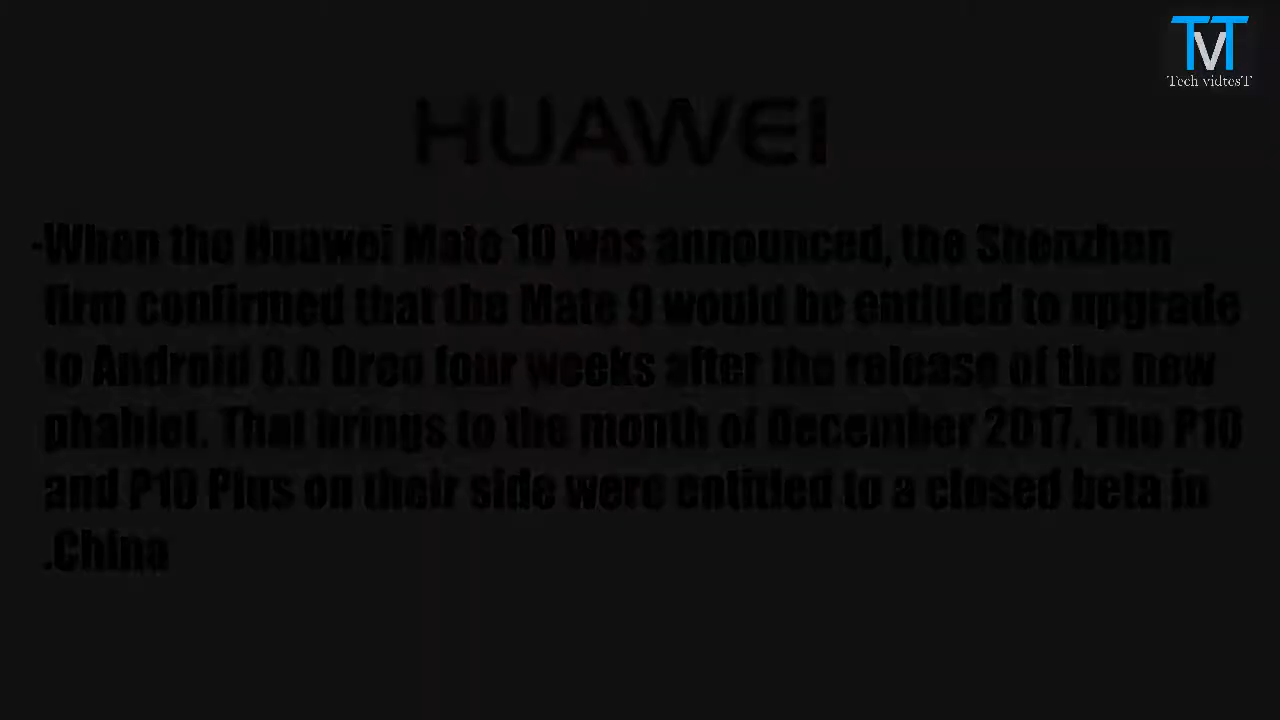 TVT
Tech vidtesT
HUAWEI
-When the Huawei Mate 10 was announced, the Shenzhen
firm confirmed that the Mate 9 would be entitled to upgrade
to Android 8.0 Oreo four weeks after the release of the new
phablet. That brings to the month of December 2017. The P10
and P10 Plus on their side were entitled to a closed beta in
.China